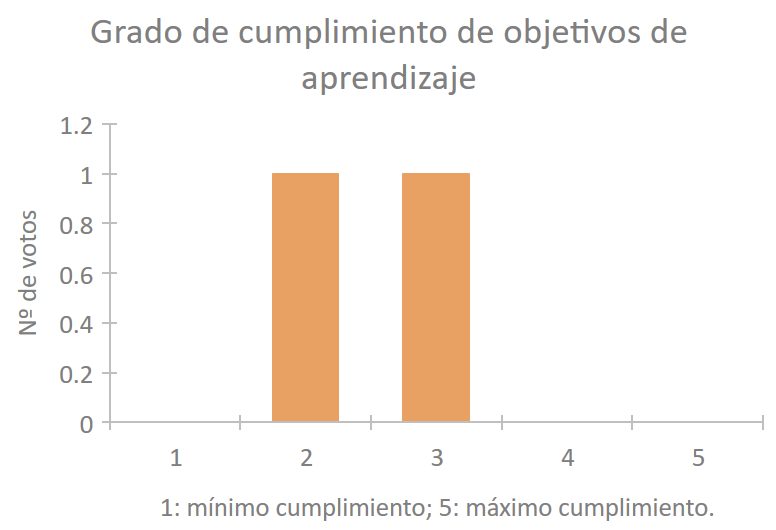 Grado de cumplimiento de objetivos de
aprendizaje
1.2
1
0.8
0.6
0.4
0.2
0
Nº de votos
1 2 3 4 5
1: mínimo cumplimiento; 5: máximo cumplimiento.